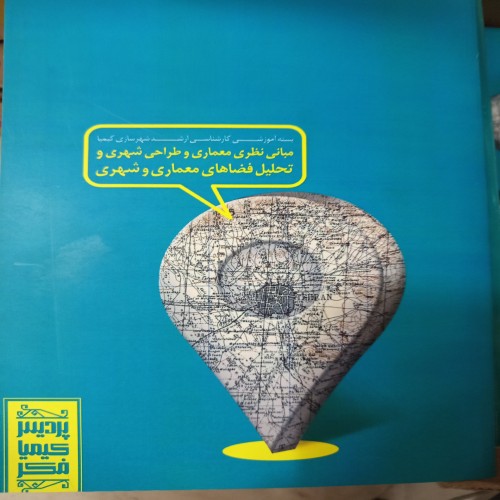 بسته آموزشی کارشناسی ارشد شهرسازی کیمیا
مبانی نظری معماری و طراحی شهری و
تحلیل فضاهای معماری و شهری
پردیس
کیمیا
فکر